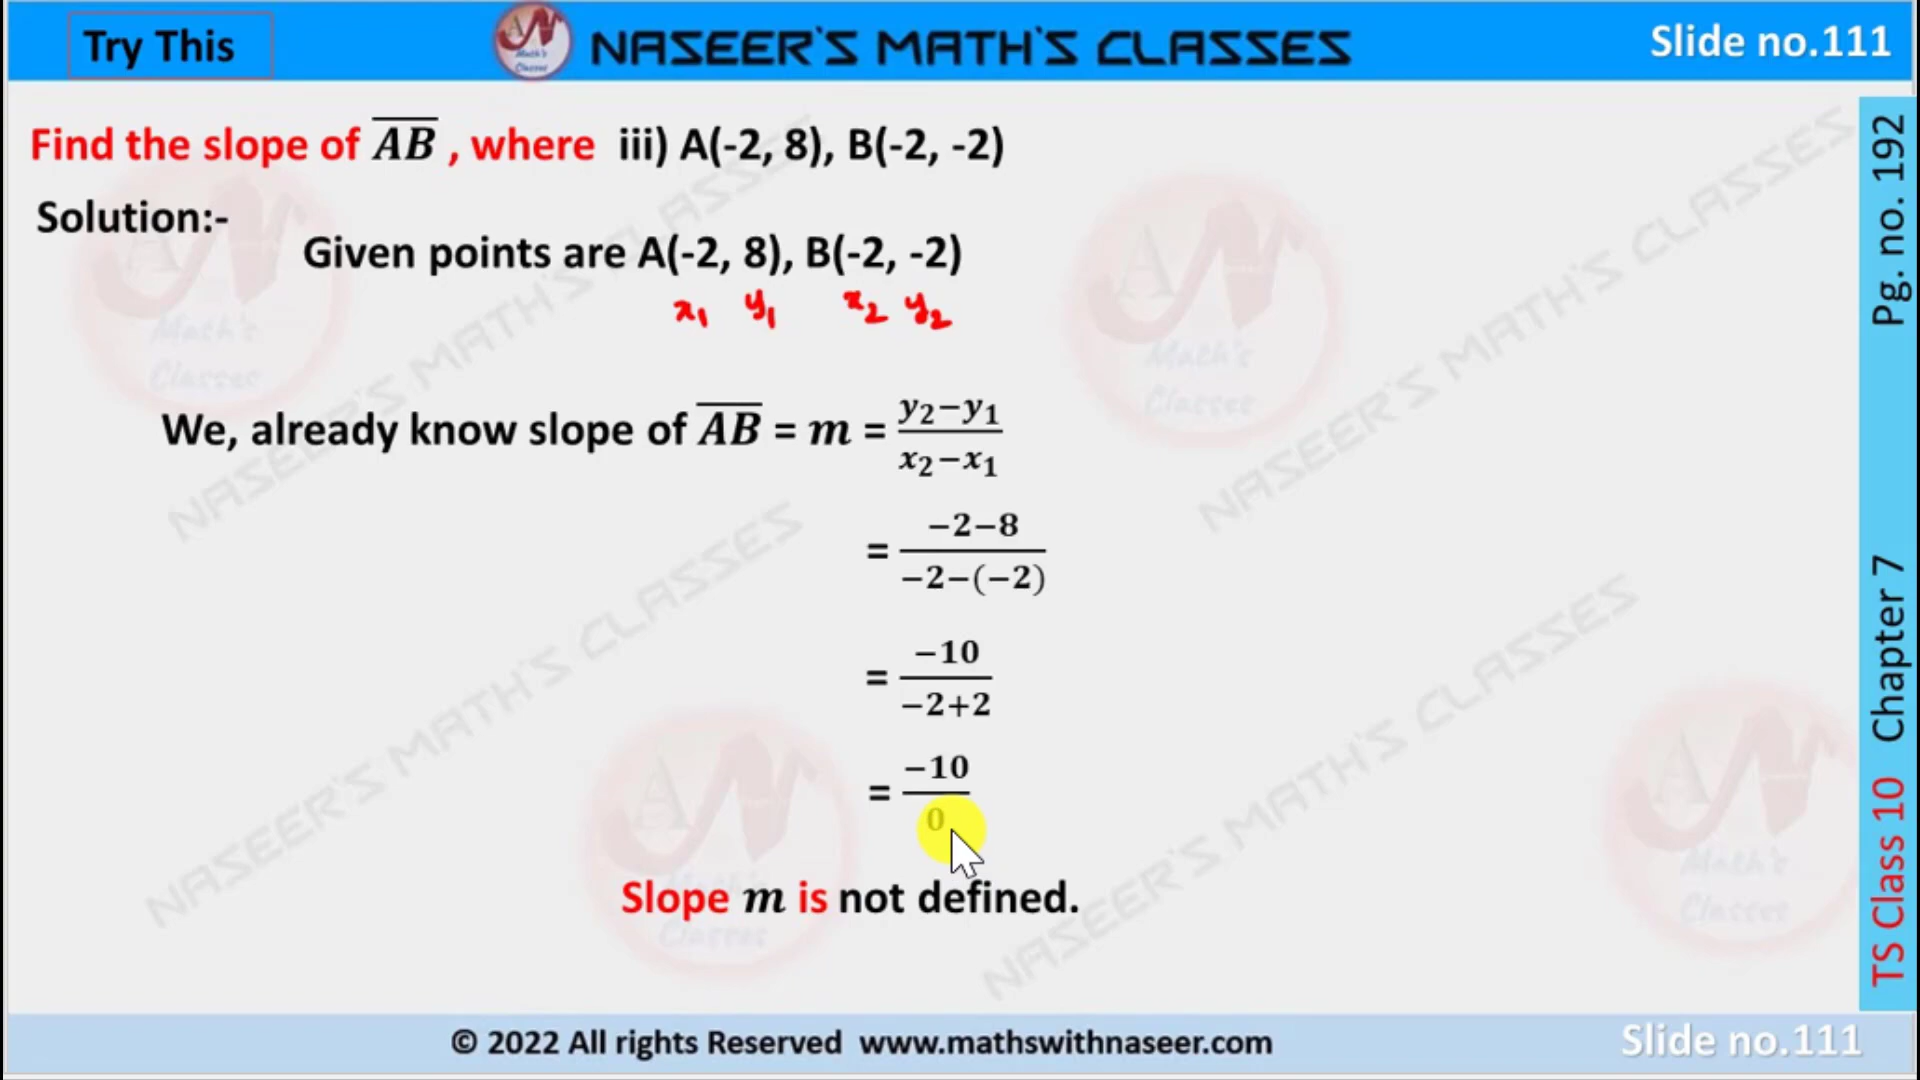 Try This
NASEER'S MATH'S CLASSES
Slide no.111
Find the slope of AB , where iii) A(-2, 8), B(-2, -2)
Solution:-
Given points are A(-2, 8), B(-2, -2)
x1 y1 x2 y2
We, already know slope of AB = m = y2−y1
x2−x1
= −2−8
−2−(−2)
= −10
−2+2
= −10
0
Slope m is not defined.
TS Class 10 Chapter 7 Pg. no. 192
© 2022 All rights Reserved www.mathswithnaseer.com
Slide no.111